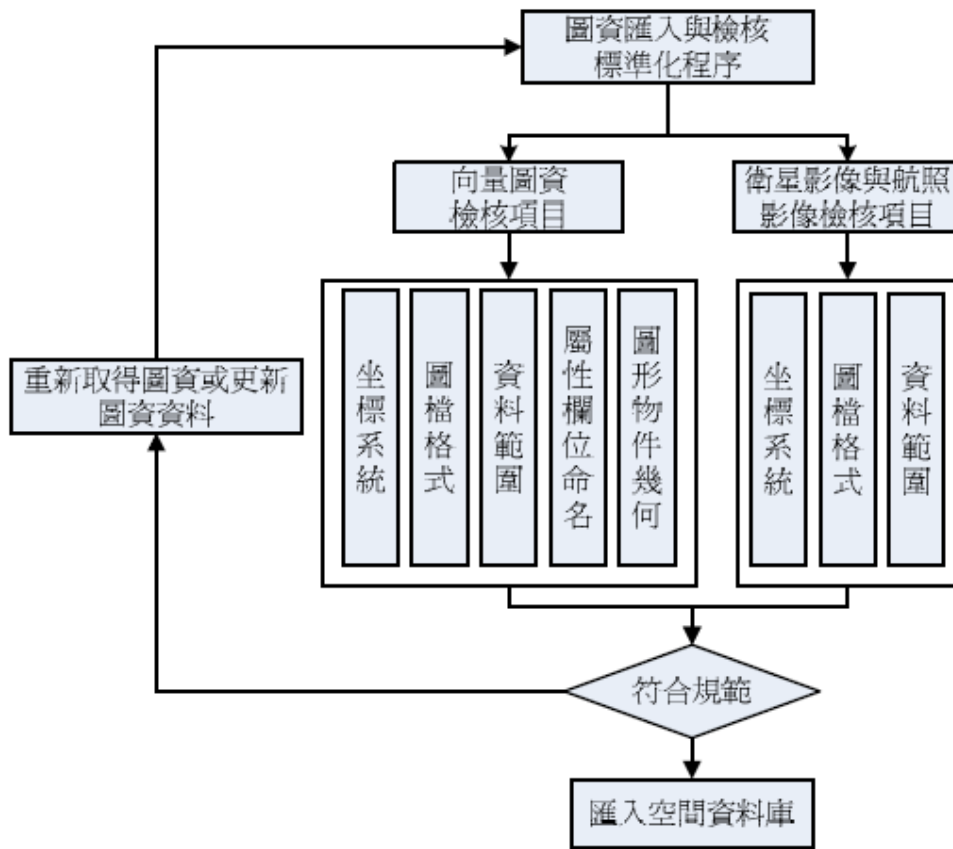 圖資匯入與檢核
標準化程序
向量圖資
檢核項目
衛星影像與航照
影像檢核項目
坐標系統
圖檔格式
資料範圍
屬性欄位命名
圖形物件幾何
坐標系統
圖檔格式
資料範圍
重新取得圖資或更新
圖資資料
符合規範
匯入空間資料庫